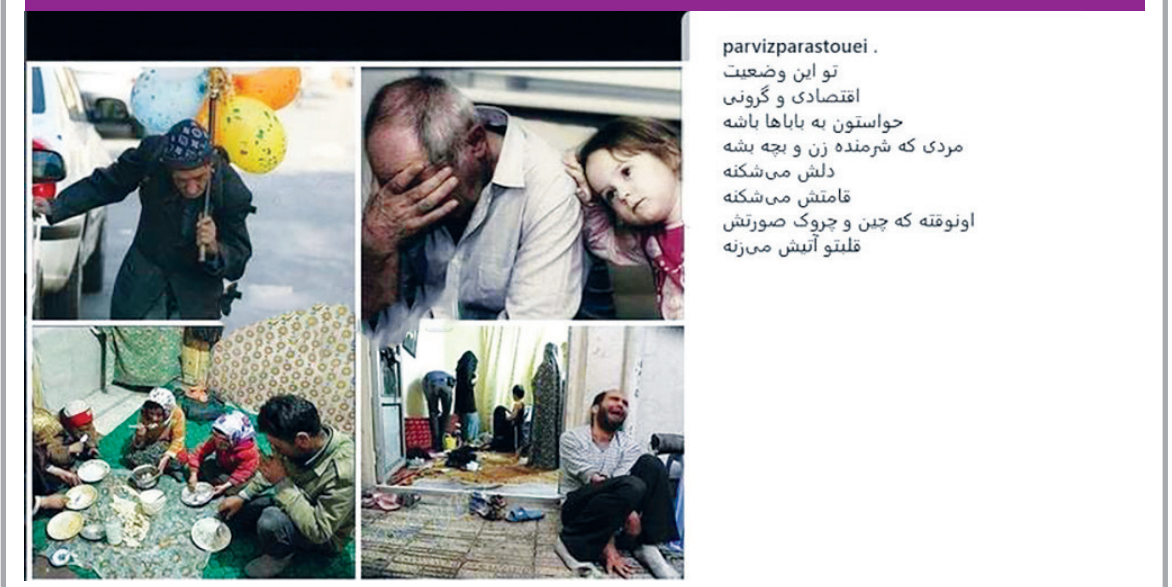 parvizparastouei .
تو این وضعیت
اقتصادی و گرونی
حواستون به باباها باشه
مردی که شرمنده زن و بچه بشه
دلش می‌شکنه
قامتش می‌شکنه
اونوقته که چین و چروک صورتش
قلبتو آتیش می‌زنه